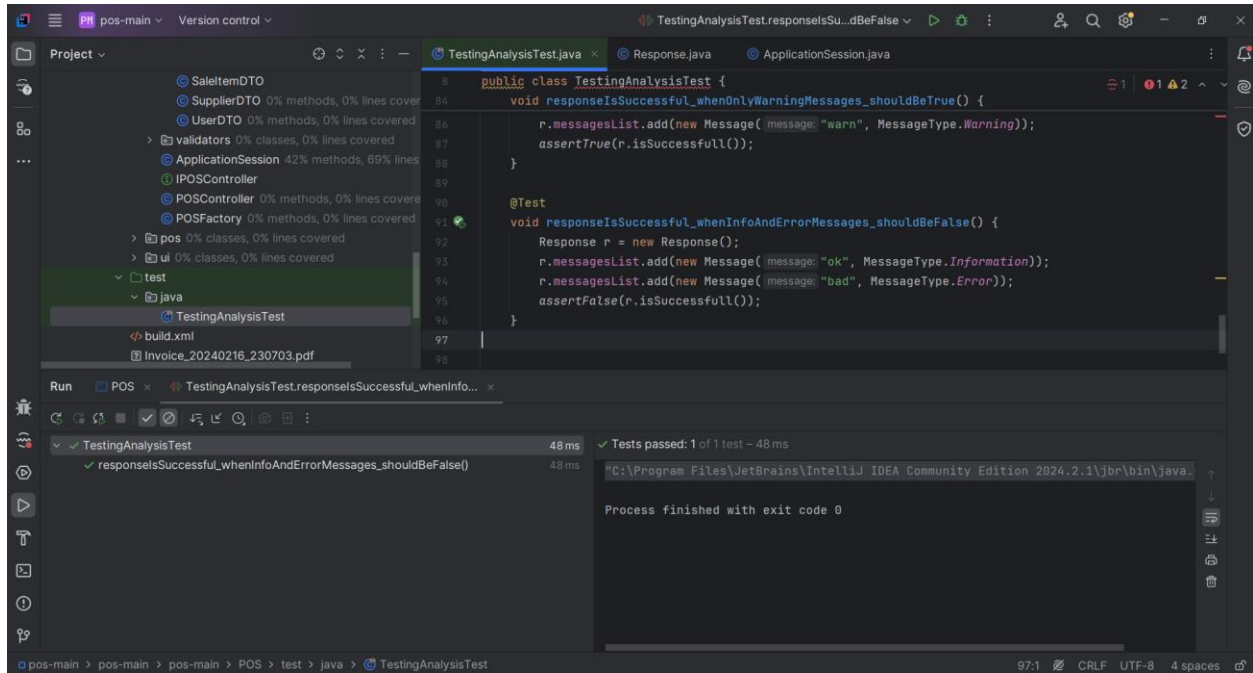 PM pos-main Version control TestingAnalysisTest.responseIsSu...dBeFalse
Project
TestingAnalysisTest.java Response.java ApplicationSession.java
SaleItemDTO
SupplierDTO 0% methods, 0% lines cover
UserDTO 0% methods, 0% lines covered
validators 0% classes, 0% lines covered
ApplicationSession 42% methods, 69% lines
IPOSController
POSController 0% methods, 0% lines covere
POSFactory 0% methods, 0% lines covered
pos 0% classes, 0% lines covered
ui 0% classes, 0% lines covered
test
java
TestingAnalysisTest
build.xml
Invoice_20240216_230703.pdf
5 public class TestingAnalysisTest {
1 1 2
84 void responseIsSuccessful_whenOnlyWarningMessages_shouldBeTrue() {
86 r.messagesList.add(new Message( message: "warn", MessageType.Warning));
87 assertTrue(r.isSuccessfull());
88 }
89
90 @Test
91 void responseIsSuccessful_whenInfoAndErrorMessages_shouldBeFalse() {
92 Response r = new Response();
93 r.messagesList.add(new Message( message: "ok", MessageType.Information));
94 r.messagesList.add(new Message( message: "bad", MessageType.Error));
95 assertFalse(r.isSuccessfull());
96 }
97
98
Run POS TestingAnalysisTest.responseIsSuccessful_whenInfo...
TestingAnalysisTest 48 ms
responseIsSuccessful_whenInfoAndErrorMessages_shouldBeFalse() 48 ms
Tests passed: 1 of 1 test – 48 ms
"C:\Program Files\JetBrains\IntelliJ IDEA Community Edition 2024.2.1\jbr\bin\java.
Process finished with exit code 0
pos-main > pos-main > pos-main > POS > test > java > TestingAnalysisTest
97:1 CRLF UTF-8 4 spaces